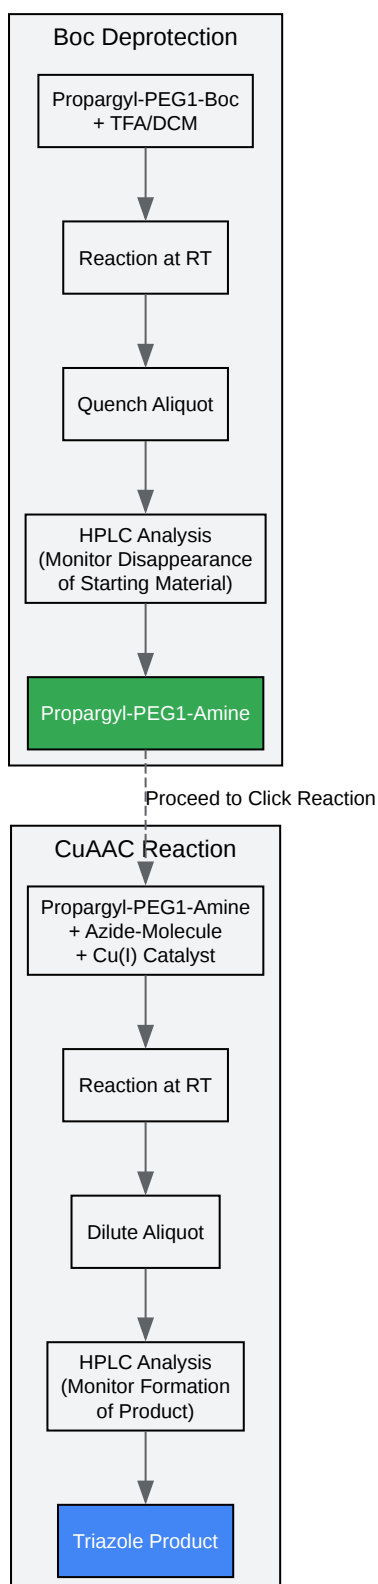 Boc Deprotection
Propargyl-PEG1-Boc
+ TFA/DCM
Reaction at RT
Quench Aliquot
HPLC Analysis
(Monitor Disappearance
of Starting Material)
Propargyl-PEG1-Amine
Proceed to Click Reaction
CuAAC Reaction
Propargyl-PEG1-Amine
+ Azide-Molecule
+ Cu(I) Catalyst
Reaction at RT
Dilute Aliquot
HPLC Analysis
(Monitor Formation
of Product)
Triazole Product